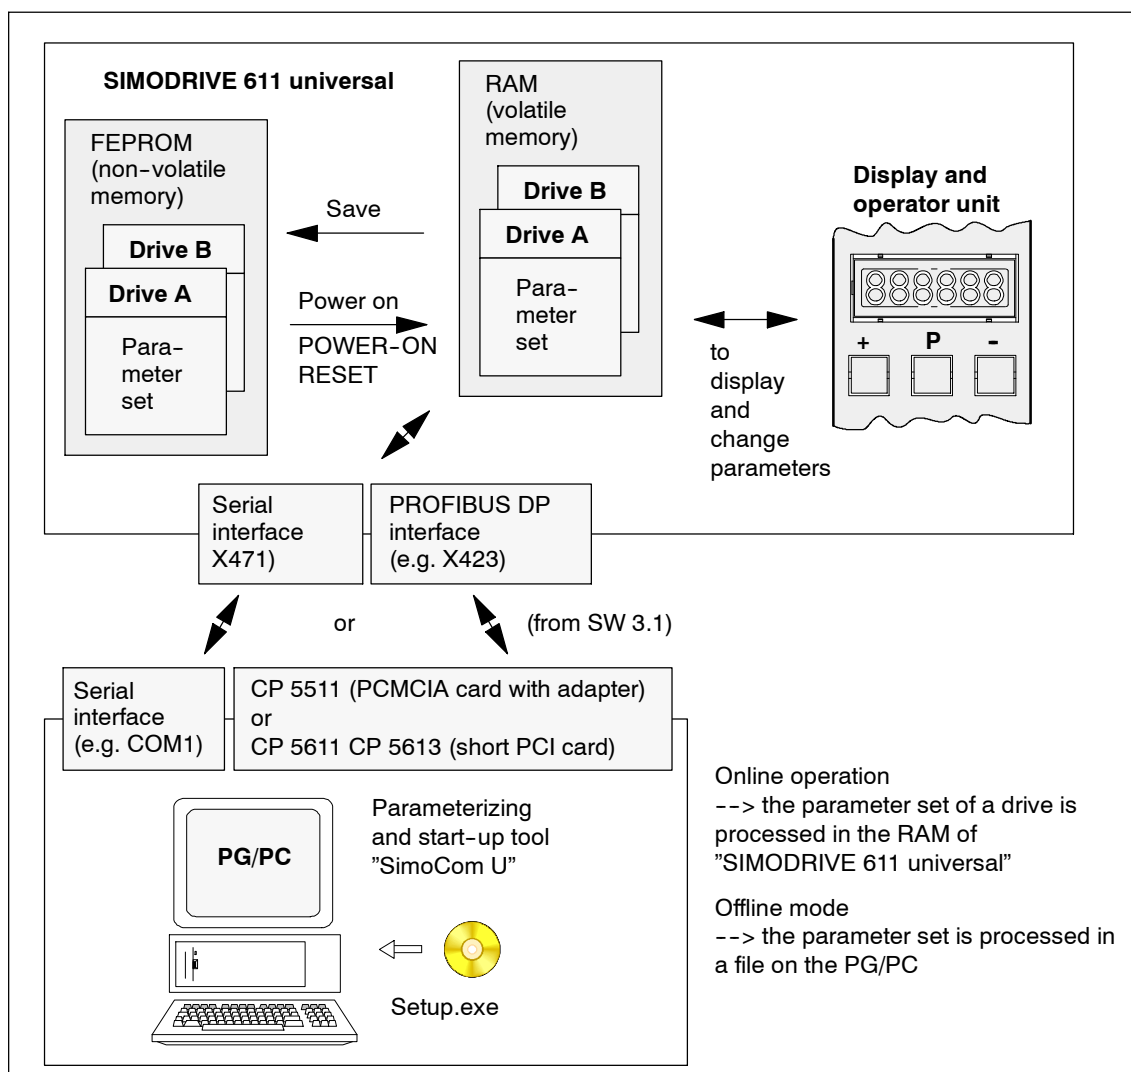 SIMODRIVE 611 universal
FEPROM
(non-volatile
memory)
Drive B
Drive A
Para-
meter
set
Save
Power on
POWER-ON
RESET
RAM
(volatile
memory)
Drive B
Drive A
Para-
meter
set
to
display
and
change
parameters
Display and
operator unit
+ P -
Serial
interface
X471)
PROFIBUS DP
interface
(e.g. X423)
or
(from SW 3.1)
Serial
interface
(e.g. COM1)
CP 5511 (PCMCIA card with adapter)
or
CP 5611 CP 5613 (short PCI card)
PG/PC
Parameterizing
and start-up tool
”SimoCom U”
Setup.exe
Online operation
--> the parameter set of a drive is
processed in the RAM of
”SIMODRIVE 611 universal”
Offline mode
--> the parameter set is processed in
a file on the PG/PC